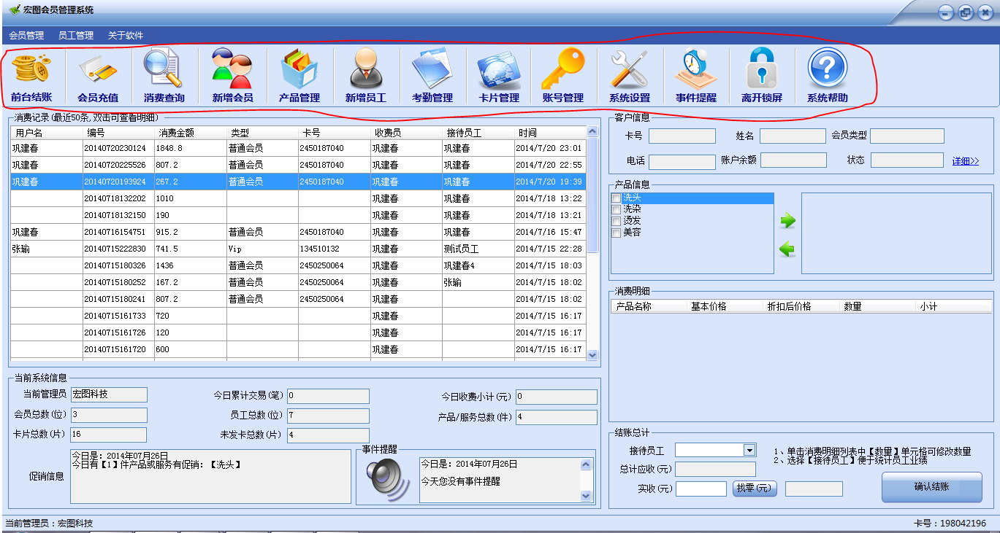 宏图会员管理系统
会员管理 员工管理 关于软件
前台结账 会员充值 消费查询 新增会员 产品管理 新增员工 考勤管理 卡片管理 账号管理 系统设置 事件提醒 离开锁屏 系统帮助
消费记录(最近50条,双击可查看明细)
用户名 编号 消费金额 类型 卡号 收费员 接待员工 时间
巩建春 20140720230124 1848.8 普通会员 2450187040 巩建春 巩建春 2014/7/20 23:01
巩建春 20140720225526 807.2 普通会员 2450187040 巩建春 巩建春 2014/7/20 22:55
巩建春 20140720193924 267.2 普通会员 2450187040 巩建春 巩建春 2014/7/20 19:39
20140718132202 1010 巩建春 巩建春 2014/7/18 13:22
20140718132150 190 巩建春 巩建春 2014/7/18 13:21
巩建春 20140716154751 915.2 普通会员 2450187040 巩建春 巩建春 2014/7/16 15:47
张瑜 20140715222830 741.5 Vip 134510132 巩建春 测试员工 2014/7/15 22:28
20140715180326 1436 普通会员 2450250064 巩建春 巩建春4 2014/7/15 18:03
20140715180252 167.2 普通会员 2450250064 巩建春 张瑜 2014/7/15 18:02
20140715180241 807.2 普通会员 2450250064 巩建春 2014/7/15 18:02
20140715161733 720 巩建春 2014/7/15 16:17
20140715161726 120 巩建春 2014/7/15 16:17
20140715161720 600 巩建春 2014/7/15 16:17
当前系统信息
当前管理员 宏图科技 今日累计交易(笔) 0 今日收费小计(元) 0
会员总数(位) 3 员工总数(位) 7 产品/服务总数(件) 4
卡片总数(片) 16 未发卡总数(片) 4
促销信息
今日是: 2014年07月26日
今日有【1】件产品或服务有促销:【洗头】
事件提醒
今日是: 2014年07月26日
今天您没有事件提醒
客户信息
卡号 姓名 会员类型
电话 账户余额 状态 详细>>
产品信息
洗头
洗染
烫发
美容
消费明细
产品名称 基本价格 折扣后价格 数量 小计
结账总计
接待员工
总计应收(元)
实收(元) 找零(元)
1、单击消费明细列表中【数量】单元格可修改数量
2、选择【接待员工】便于统计员工业绩
确认结账
当前管理员：宏图科技 卡号：198042196